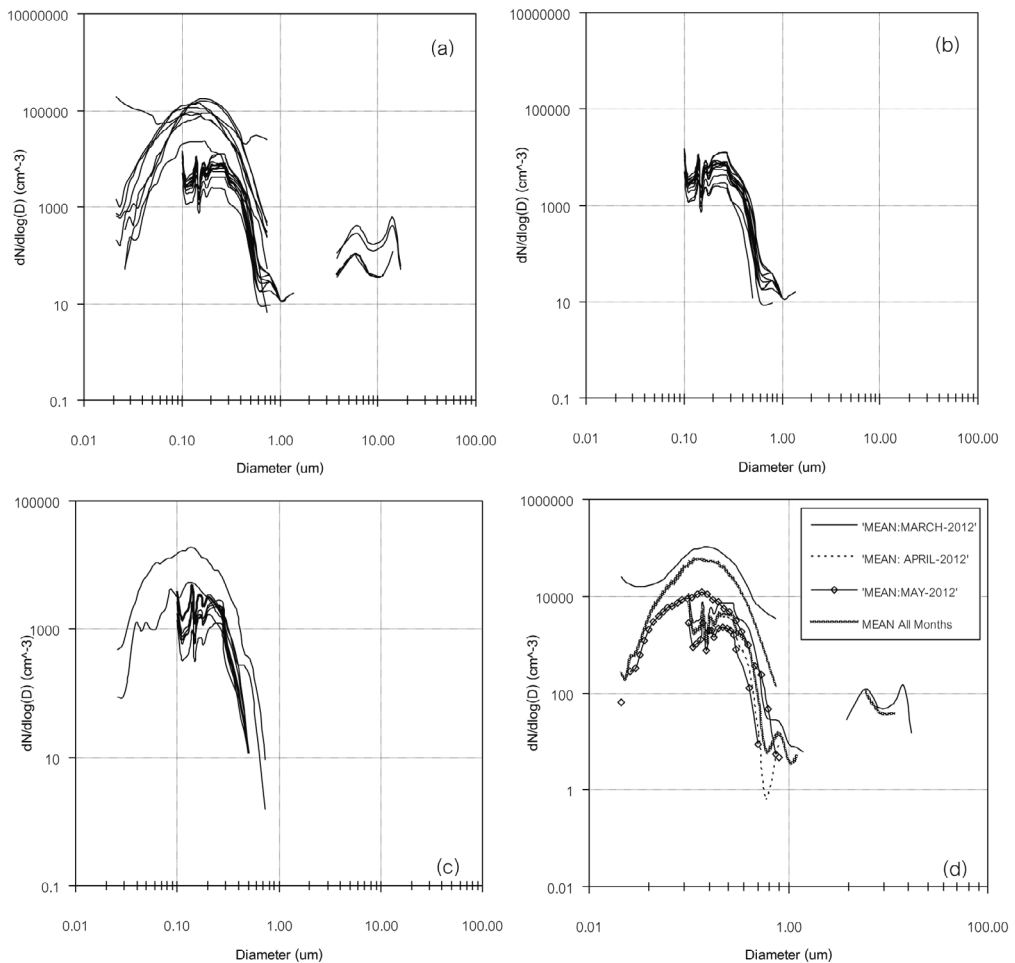 10000000
100000
1000
10
0.1
0.01
0.10
1.00
10.00
100.00
dN/dlog(D) (cm^-3)
Diameter (um)
(a)
10000000
100000
1000
10
0.1
0.01
0.10
1.00
10.00
100.00
dN/dlog(D) (cm^-3)
Diameter (um)
(b)
100000
1000
10
0.1
0.01
0.10
1.00
10.00
100.00
dN/dlog(D) (cm^-3)
Diameter (um)
(c)
1000000
10000
100
1
0.01
0.01
1.00
100.00
dN/dlog(D) (cm^-3)
Diameter (um)
(d)
'MEAN:MARCH-2012'
'MEAN: APRIL-2012'
'MEAN:MAY-2012'
MEAN All Months